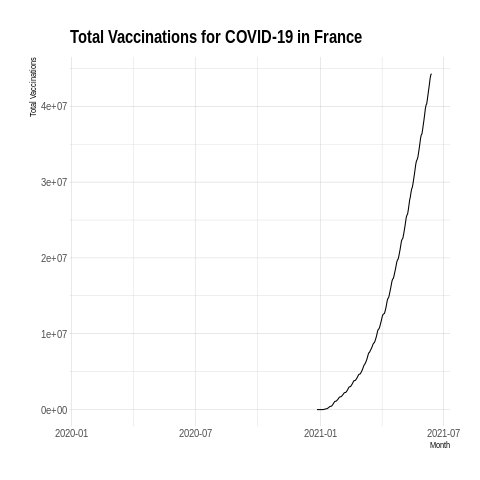 Total Vaccinations for COVID-19 in France
Total Vaccinations
4e+07
3e+07
2e+07
1e+07
0e+00
2020-01 2020-07 2021-01 2021-07
Month